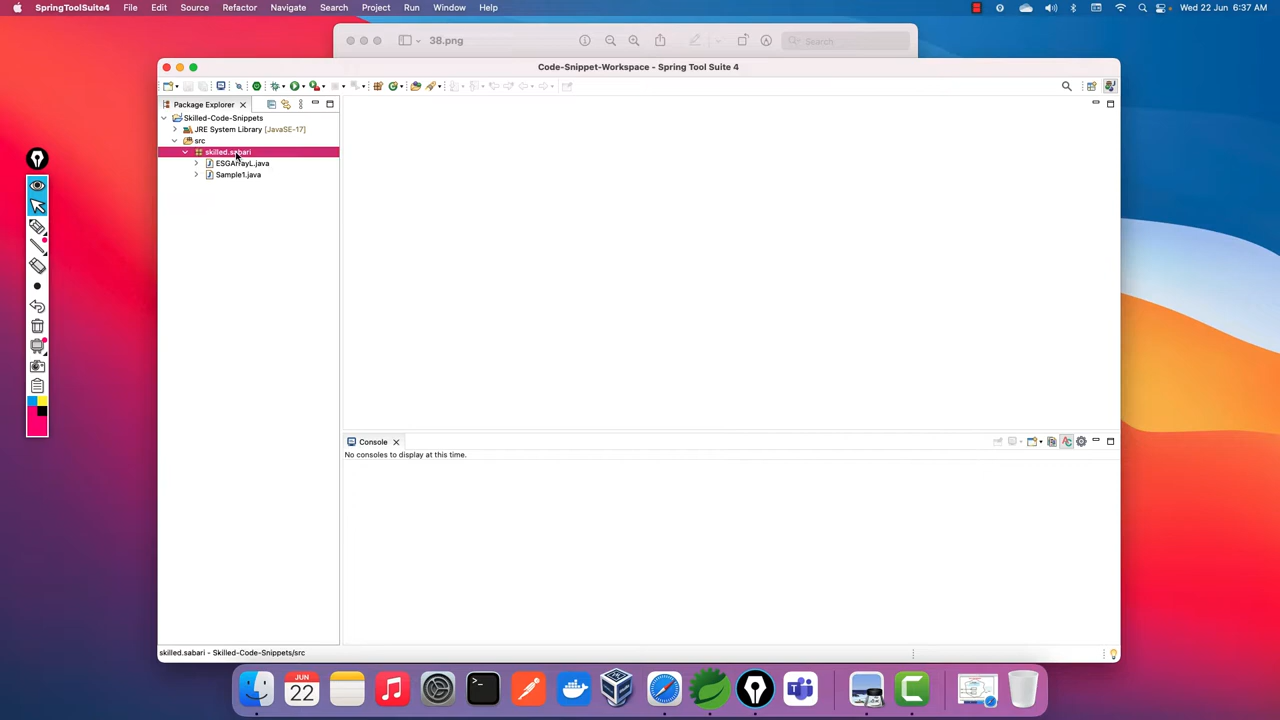 SpringToolSuite4 File Edit Source Refactor Navigate Search Project Run Window Help Wed 22 Jun 6:37 AM
38.png Search
Code-Snippet-Workspace - Spring Tool Suite 4
Package Explorer
Skilled-Code-Snippets
JRE System Library [JavaSE-17]
src
skilled.sabari
ESGArrayL.java
Sample1.java
Console
No consoles to display at this time.
skilled.sabari - Skilled-Code-Snippets/src
JUN
22